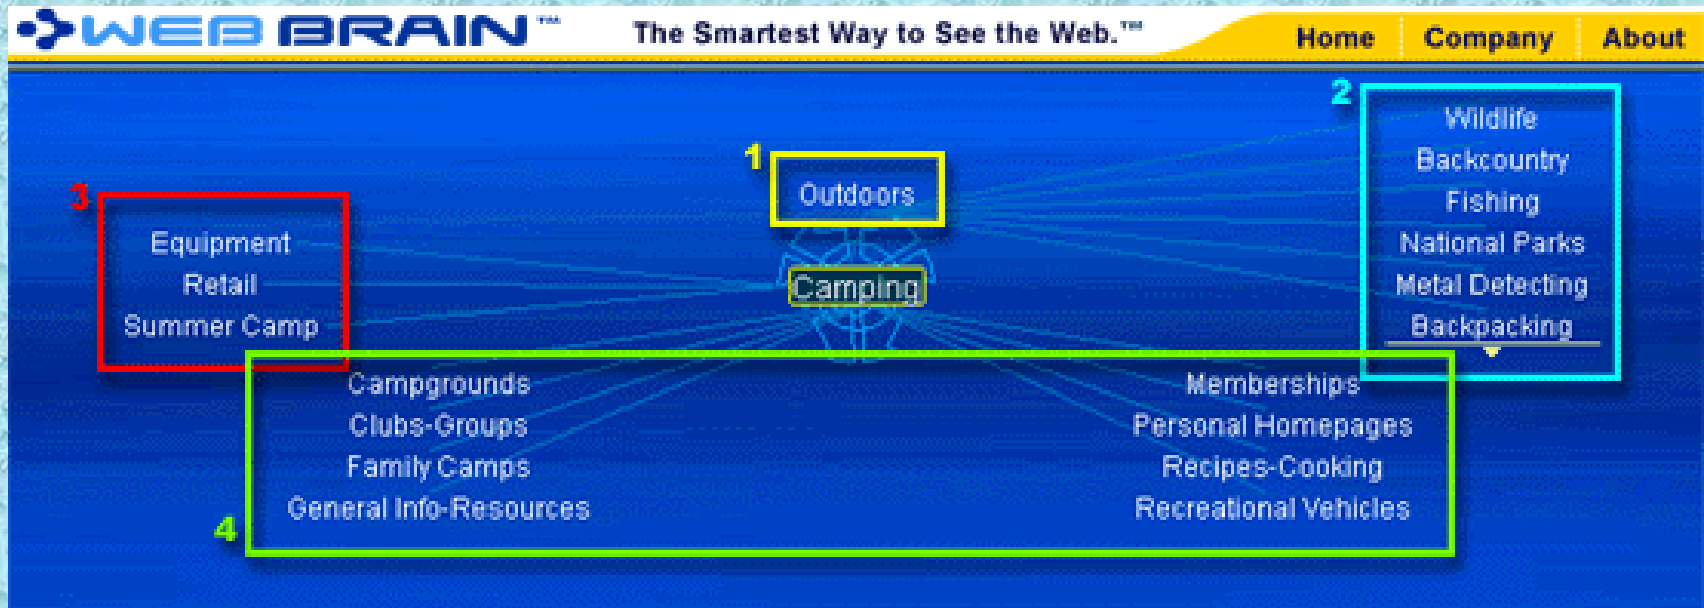 WEB BRAIN™
The Smartest Way to See the Web.™
Home Company About
1
Outdoors
Camping
2
Wildlife
Backcountry
Fishing
National Parks
Metal Detecting
Backpacking
3
Equipment
Retail
Summer Camp
4
Campgrounds
Clubs-Groups
Family Camps
General Info-Resources
Memberships
Personal Homepages
Recipes-Cooking
Recreational Vehicles